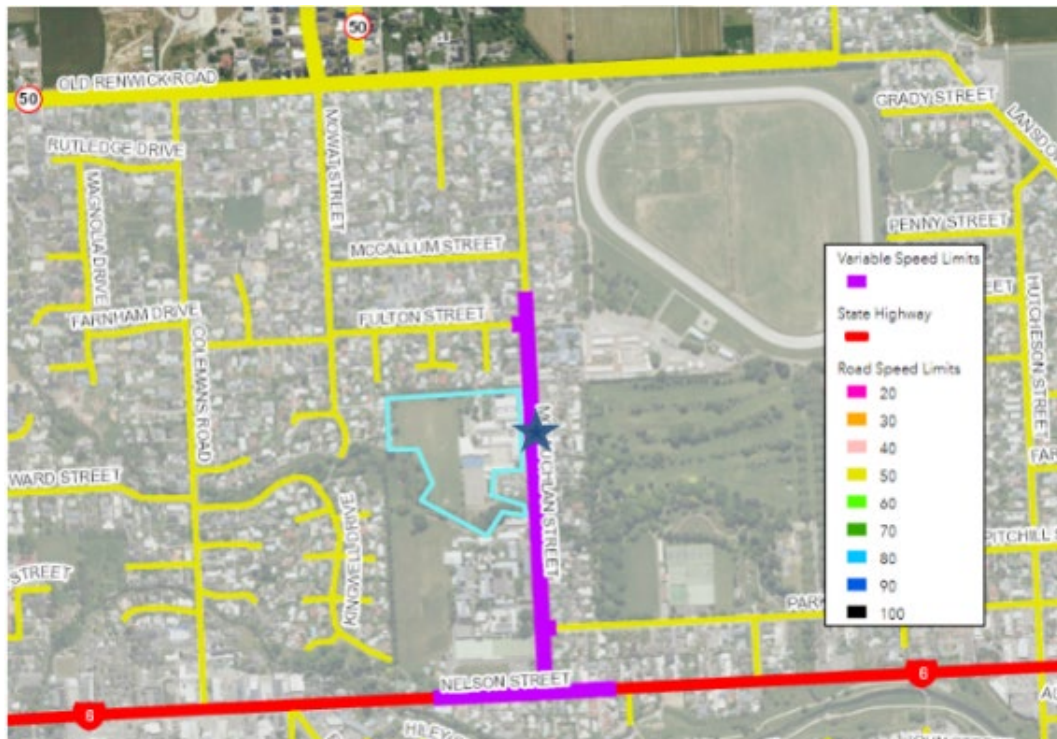 50
OLD RENWICK ROAD
50
RUTLEDGE DRIVE
MAGNOLIA DRIVE
MOWAT STREET
GRADY STREET
PENNY STREET
MCCALLUM STREET
FARNHAM DRIVE
FULTON STREET
COLEMANS ROAD
HUTCHESON STREET
WARD STREET
KINGWELL DRIVE
STREET
NELSON STREET
6
6
Variable Speed Limits
State Highway
Road Speed Limits
20
30
40
50
60
70
80
90
100